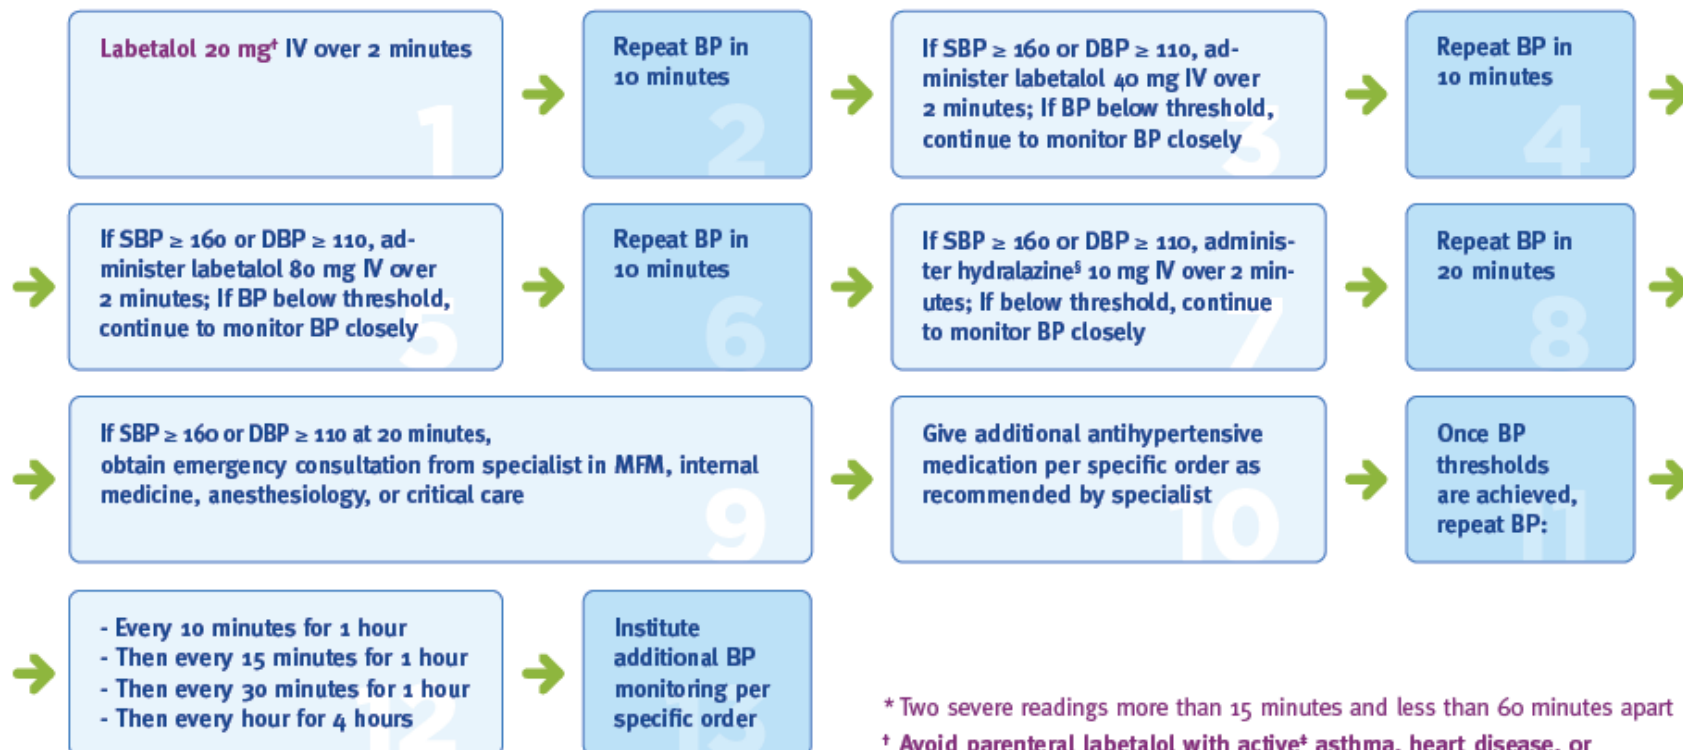 Labetalol 20 mg† IV over 2 minutes
1
Repeat BP in
10 minutes
2
If SBP ≥ 160 or DBP ≥ 110, ad-
minister labetalol 40 mg IV over
2 minutes; If BP below threshold,
continue to monitor BP closely
3
Repeat BP in
10 minutes
4
If SBP ≥ 160 or DBP ≥ 110, ad-
minister labetalol 80 mg IV over
2 minutes; If BP below threshold,
continue to monitor BP closely
5
Repeat BP in
10 minutes
6
If SBP ≥ 160 or DBP ≥ 110, adminis-
ter hydralazine§ 10 mg IV over 2 min-
utes; If below threshold, continue
to monitor BP closely
7
Repeat BP in
20 minutes
8
If SBP ≥ 160 or DBP ≥ 110 at 20 minutes,
obtain emergency consultation from specialist in MFM, internal
medicine, anesthesiology, or critical care
9
Give additional antihypertensive
medication per specific order as
recommended by specialist
10
Once BP
thresholds
are achieved,
repeat BP:
11
- Every 10 minutes for 1 hour
- Then every 15 minutes for 1 hour
- Then every 30 minutes for 1 hour
- Then every hour for 4 hours
12
Institute
additional BP
monitoring per
specific order
13
* Two severe readings more than 15 minutes and less than 60 minutes apart
† Avoid parenteral labetalol with active‡ asthma, heart disease, or